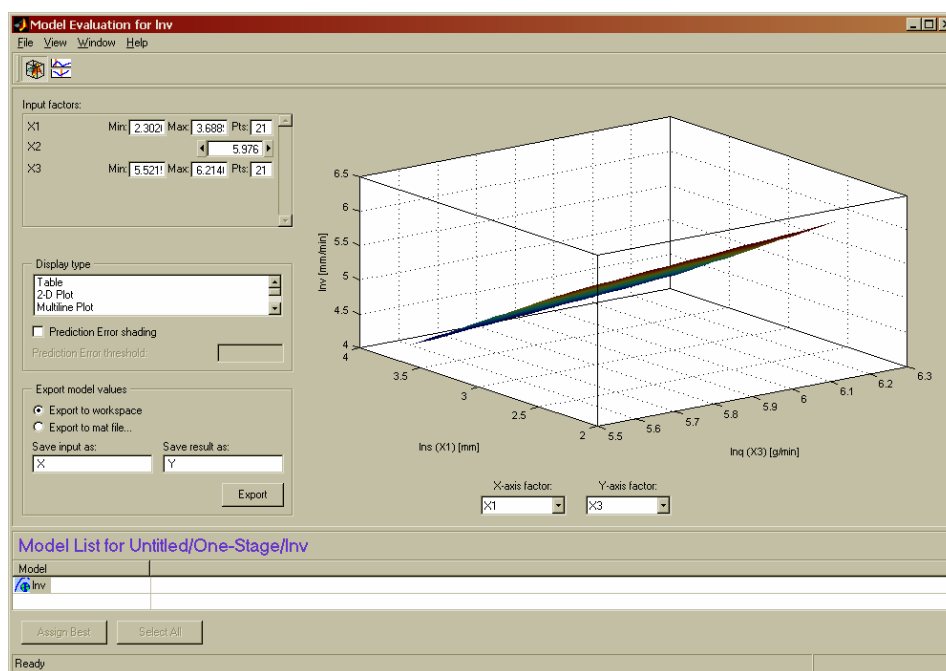 Model Evaluation for lnv
File View Window Help
Input factors:
X1 Min: 2.302 Max: 3.688 Pts: 21
X2 5.976
X3 Min: 5.521 Max: 6.214 Pts: 21
Display type
Table
2-D Plot
Multiline Plot
Prediction Error shading
Prediction Error threshold:
Export model values
Export to workspace
Export to mat file...
Save input as: Save result as:
X Y
Export
6.5
6
5.5
5
4.5
4
lnv [mm/min]
4
3.5
3
2.5
2
lns (X1) [mm]
5.5
5.6
5.7
5.8
5.9
6
6.1
6.2
6.3
lnq (X3) [g/min]
X-axis factor: Y-axis factor:
X1 X3
Model List for Untitled/One-Stage/lnv
Model
lnv
Assign Best Select All
Ready